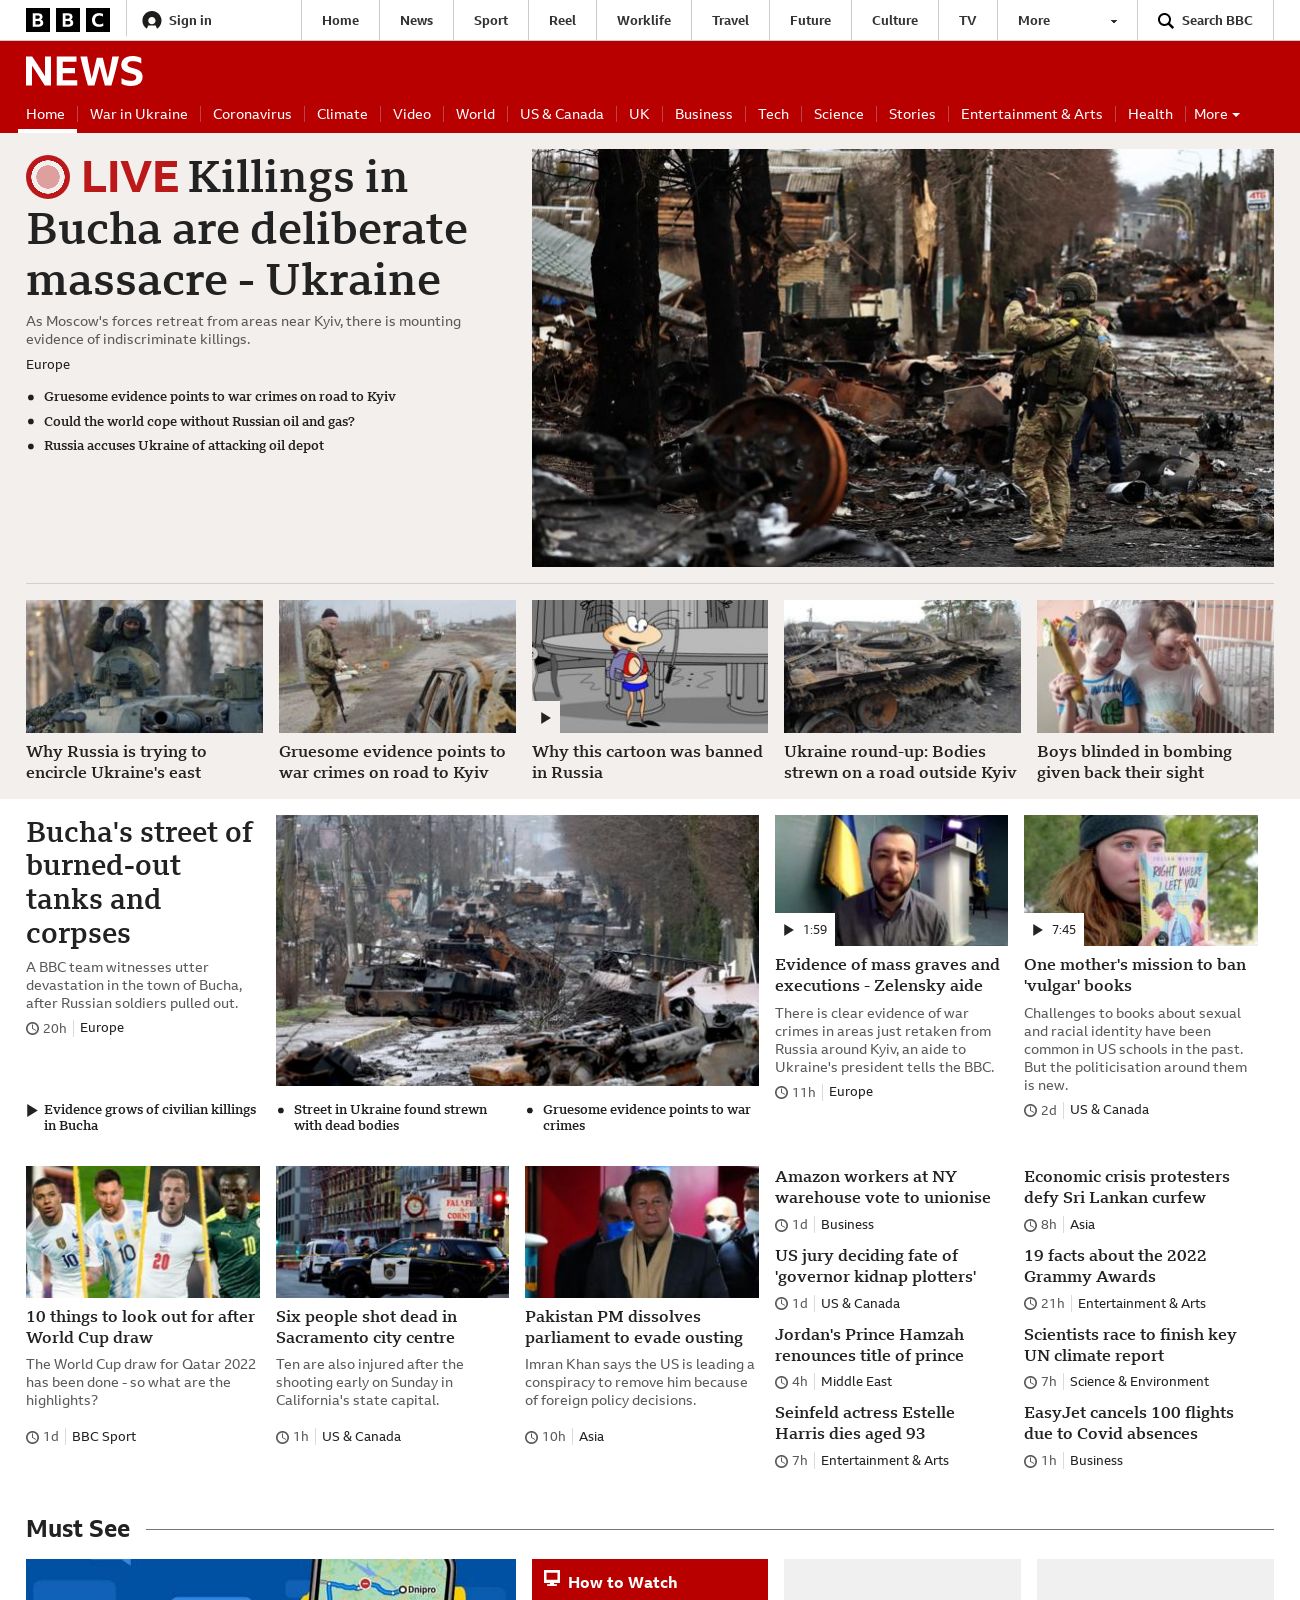 BBC
Sign in
Home
News
Sport
Reel
Worklife
Travel
Future
Culture
TV
More
Search BBC
NEWS
Home
War in Ukraine
Coronavirus
Climate
Video
World
US & Canada
UK
Business
Tech
Science
Stories
Entertainment & Arts
Health
More
LIVE Killings in
Bucha are deliberate
massacre - Ukraine
As Moscow's forces retreat from areas near Kyiv, there is mounting
evidence of indiscriminate killings.
Europe
Gruesome evidence points to war crimes on road to Kyiv
Could the world cope without Russian oil and gas?
Russia accuses Ukraine of attacking oil depot
Why Russia is trying to
encircle Ukraine's east
Gruesome evidence points to
war crimes on road to Kyiv
Why this cartoon was banned
in Russia
Ukraine round-up: Bodies
strewn on a road outside Kyiv
Boys blinded in bombing
given back their sight
Bucha's street of
burned-out
tanks and
corpses
A BBC team witnesses utter
devastation in the town of Bucha,
after Russian soldiers pulled out.
20h
Europe
Evidence grows of civilian killings
in Bucha
Street in Ukraine found strewn
with dead bodies
Gruesome evidence points to war
crimes
1:59
Evidence of mass graves and
executions - Zelensky aide
There is clear evidence of war
crimes in areas just retaken from
Russia around Kyiv, an aide to
Ukraine's president tells the BBC.
11h
Europe
JULIAN WINTERS
RIGHT WHERE
I LEFT YOU
7:45
One mother's mission to ban
'vulgar' books
Challenges to books about sexual
and racial identity have been
common in US schools in the past.
But the politicisation around them
is new.
2d
US & Canada
10
10
20
10
10 things to look out for after
World Cup draw
The World Cup draw for Qatar 2022
has been done - so what are the
highlights?
1d
BBC Sport
Six people shot dead in
Sacramento city centre
Ten are also injured after the
shooting early on Sunday in
California's state capital.
1h
US & Canada
Pakistan PM dissolves
parliament to evade ousting
Imran Khan says the US is leading a
conspiracy to remove him because
of foreign policy decisions.
10h
Asia
Amazon workers at NY
warehouse vote to unionise
1d
Business
US jury deciding fate of
'governor kidnap plotters'
1d
US & Canada
Jordan's Prince Hamzah
renounces title of prince
4h
Middle East
Seinfeld actress Estelle
Harris dies aged 93
7h
Entertainment & Arts
Economic crisis protesters
defy Sri Lankan curfew
8h
Asia
19 facts about the 2022
Grammy Awards
21h
Entertainment & Arts
Scientists race to finish key
UN climate report
7h
Science & Environment
EasyJet cancels 100 flights
due to Covid absences
1h
Business
Must See
Dnipro
How to Watch